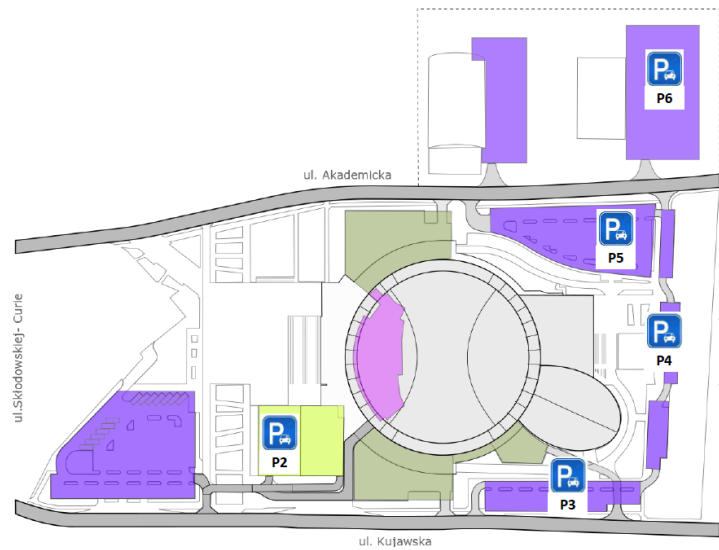 P
P6
ul. Akademicka
P
P5
ul.Skłodowskiej- Curie
P
P4
P
P2
P
P3
ul. Kujawska